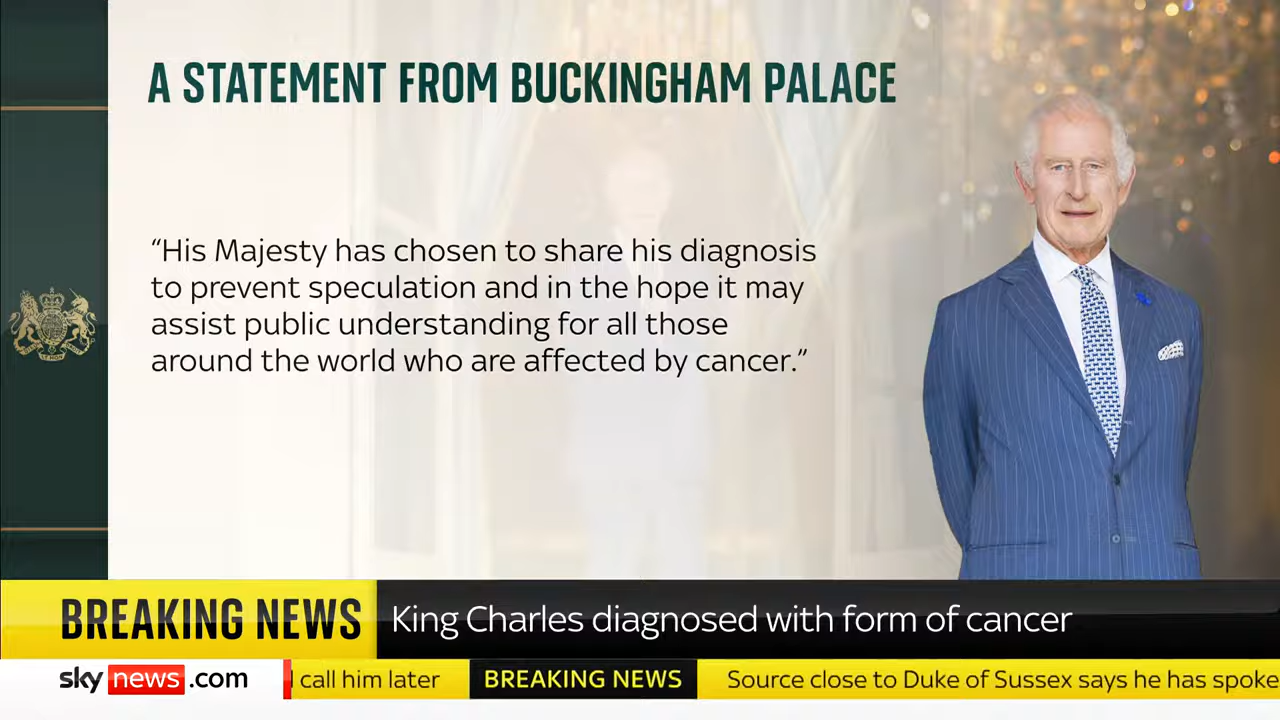 A STATEMENT FROM BUCKINGHAM PALACE
“His Majesty has chosen to share his diagnosis
to prevent speculation and in the hope it may
assist public understanding for all those
around the world who are affected by cancer.”
BREAKING NEWS
King Charles diagnosed with form of cancer
sky news .com
call him later
BREAKING NEWS
Source close to Duke of Sussex says he has spoke